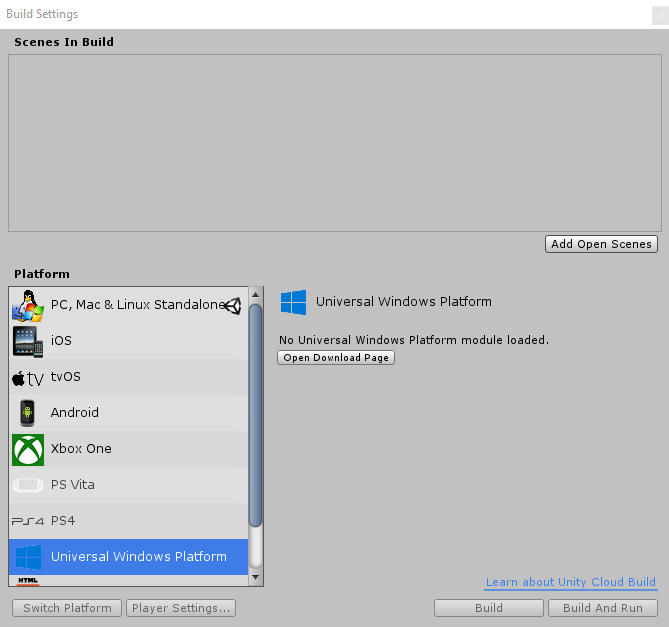 Build Settings
x
Scenes In Build
Add Open Scenes
Platform
PC, Mac & Linux Standalone
iOS
tv tvOS
Android
Xbox One
PS Vita
PS4 PS4
Universal Windows Platform
HTML
Universal Windows Platform
No Universal Windows Platform module loaded.
Open Download Page
Learn about Unity Cloud Build
Switch Platform
Player Settings...
Build
Build And Run